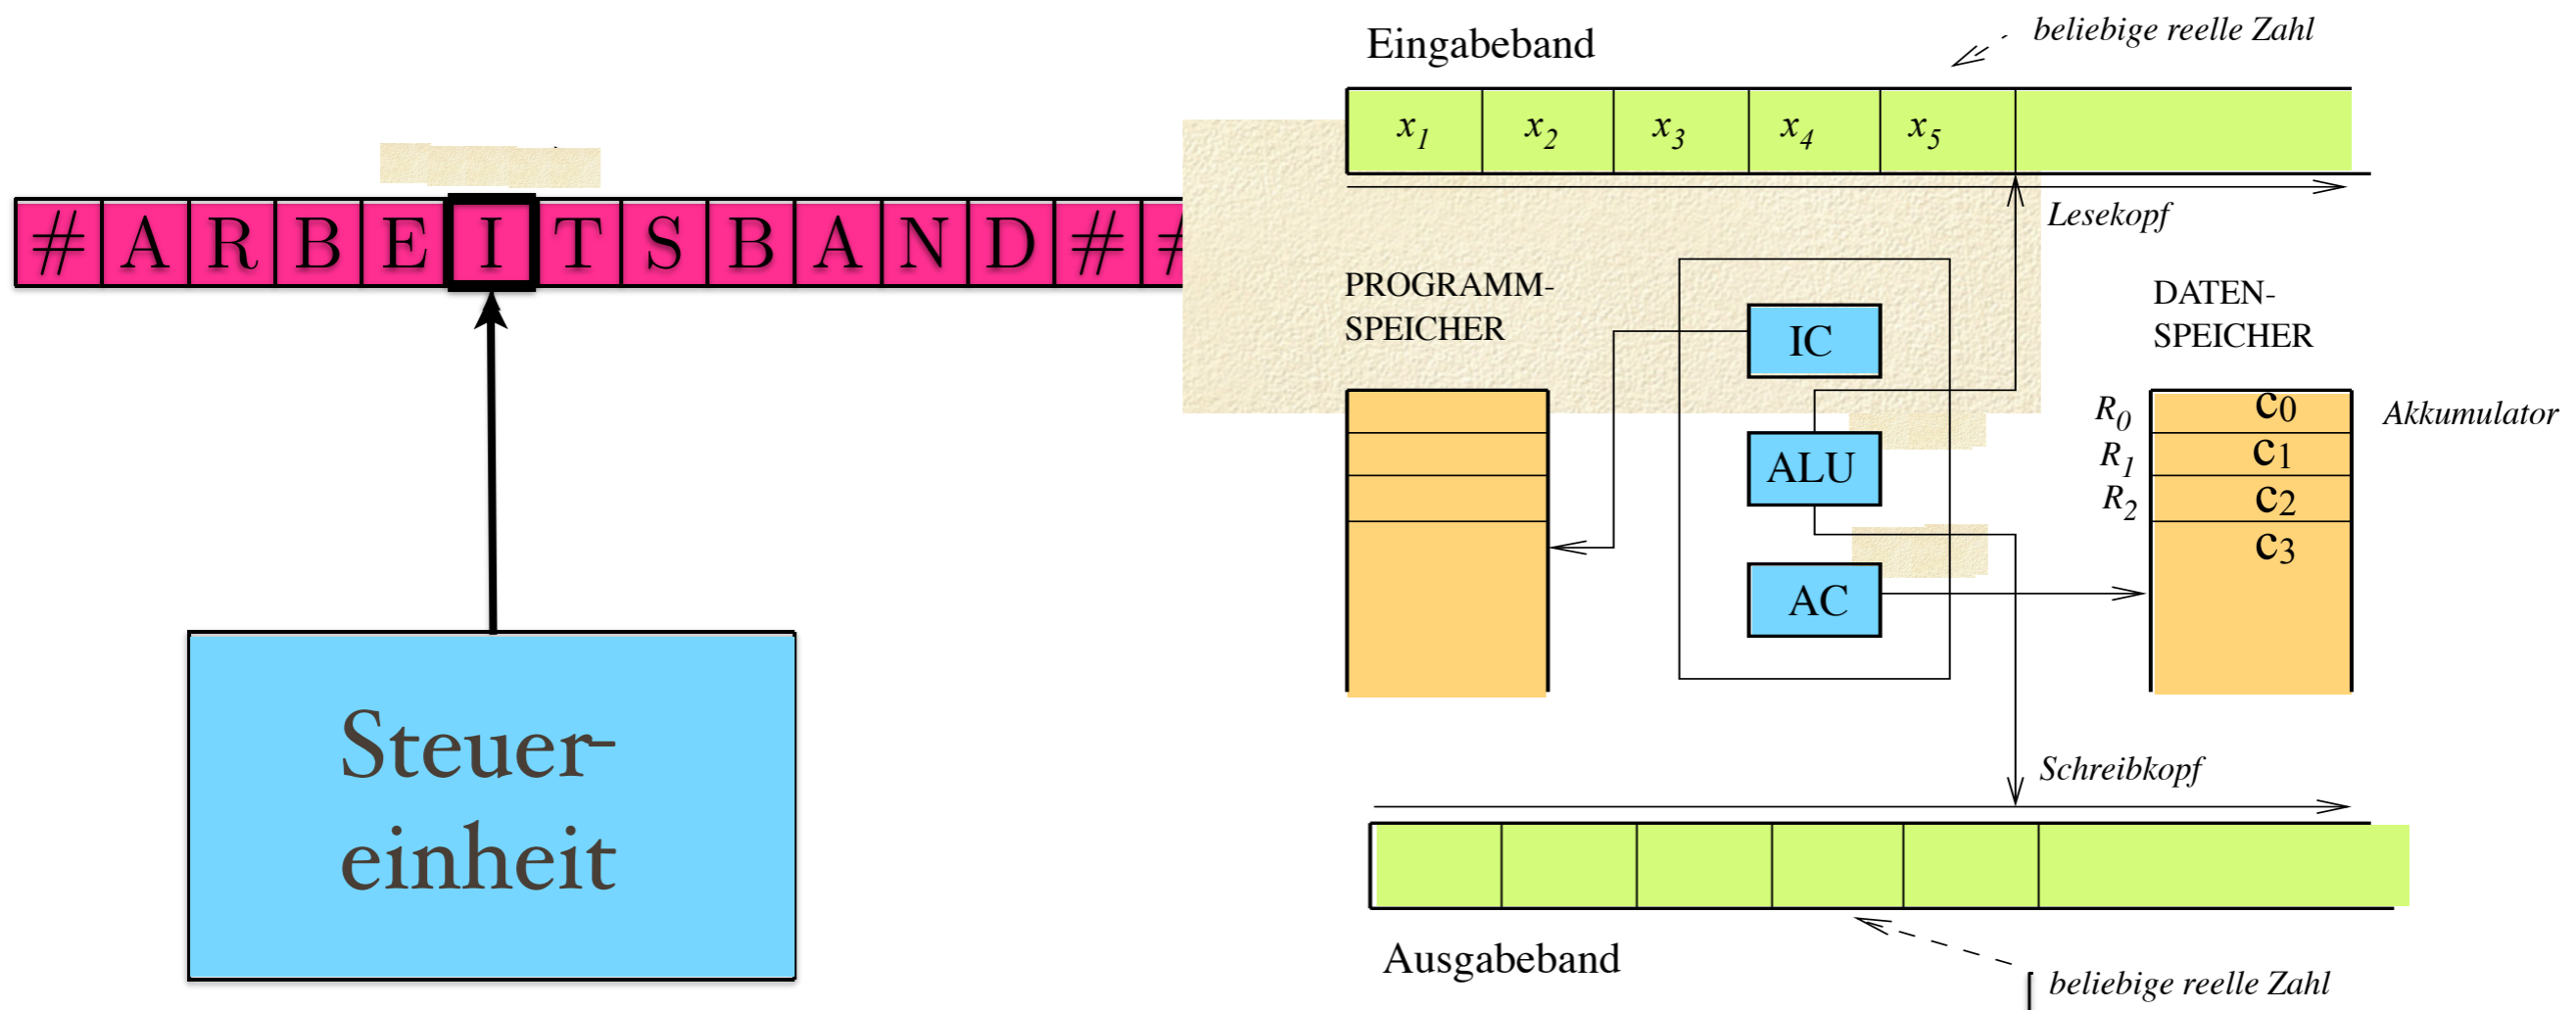 # A R B E I T S B A N D # #
Steuer-
einheit
Eingabeband
beliebige reelle Zahl
x1 x2 x3 x4 x5
Lesekopf
PROGRAMM-
SPEICHER
IC
ALU
AC
DATEN-
SPEICHER
R0 c0 Akkumulator
R1 c1
R2 c2
c3
Schreibkopf
Ausgabeband
beliebige reelle Zahl